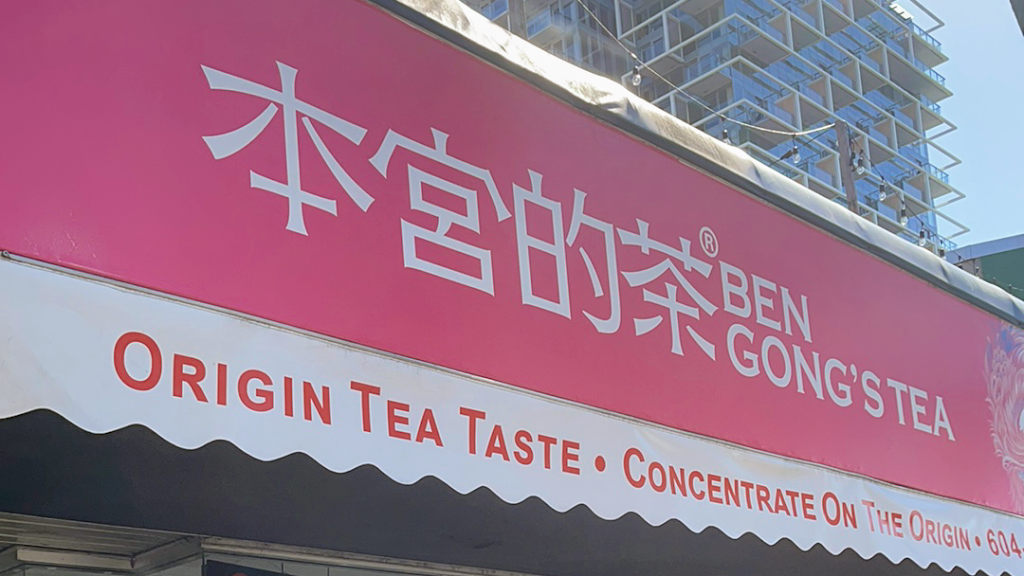 本宮的茶®
BEN
GONG'S TEA
ORIGIN TEA TASTE • CONCENTRATE ON THE ORIGIN • 604